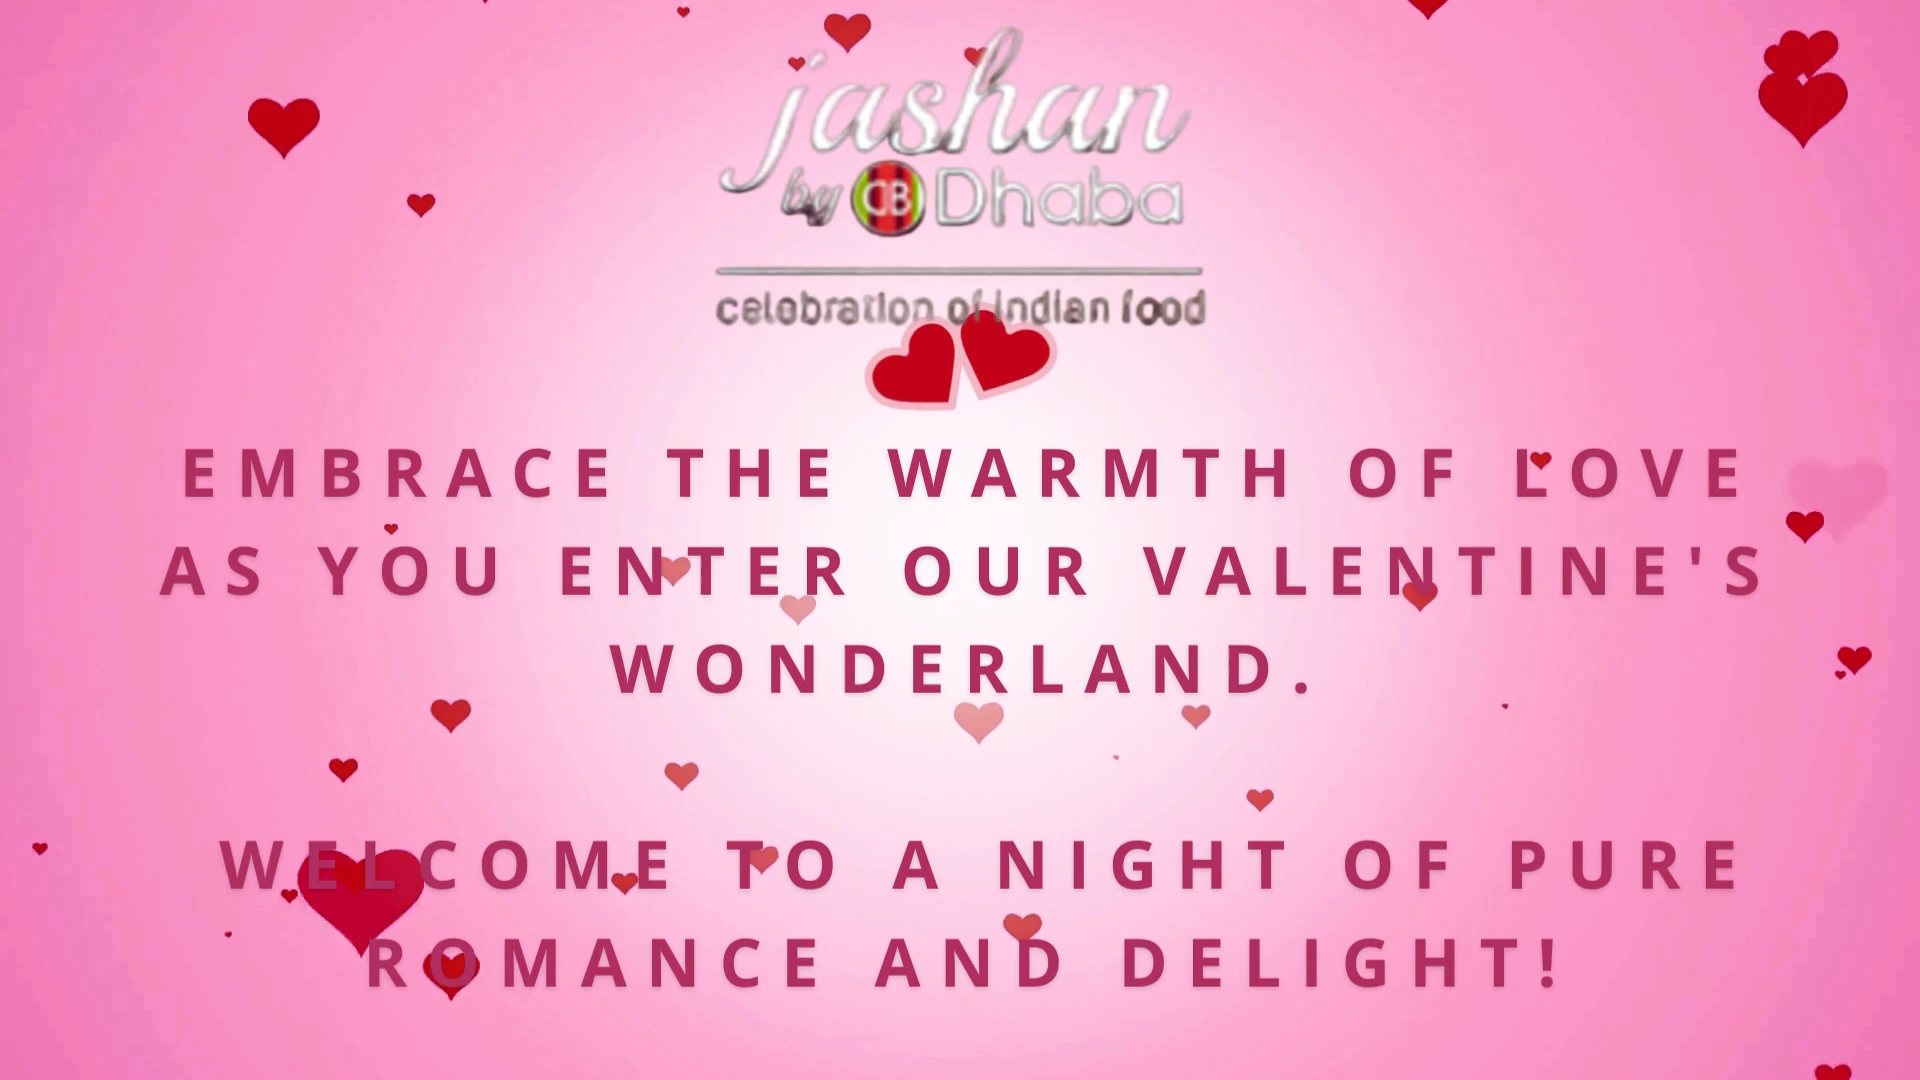 jashan
by CB Dhaba
celebration of indian food
EMBRACE THE WARMTH OF LOVE
AS YOU ENTER OUR VALENTINE'S
WONDERLAND.
WELCOME TO A NIGHT OF PURE
ROMANCE AND DELIGHT!